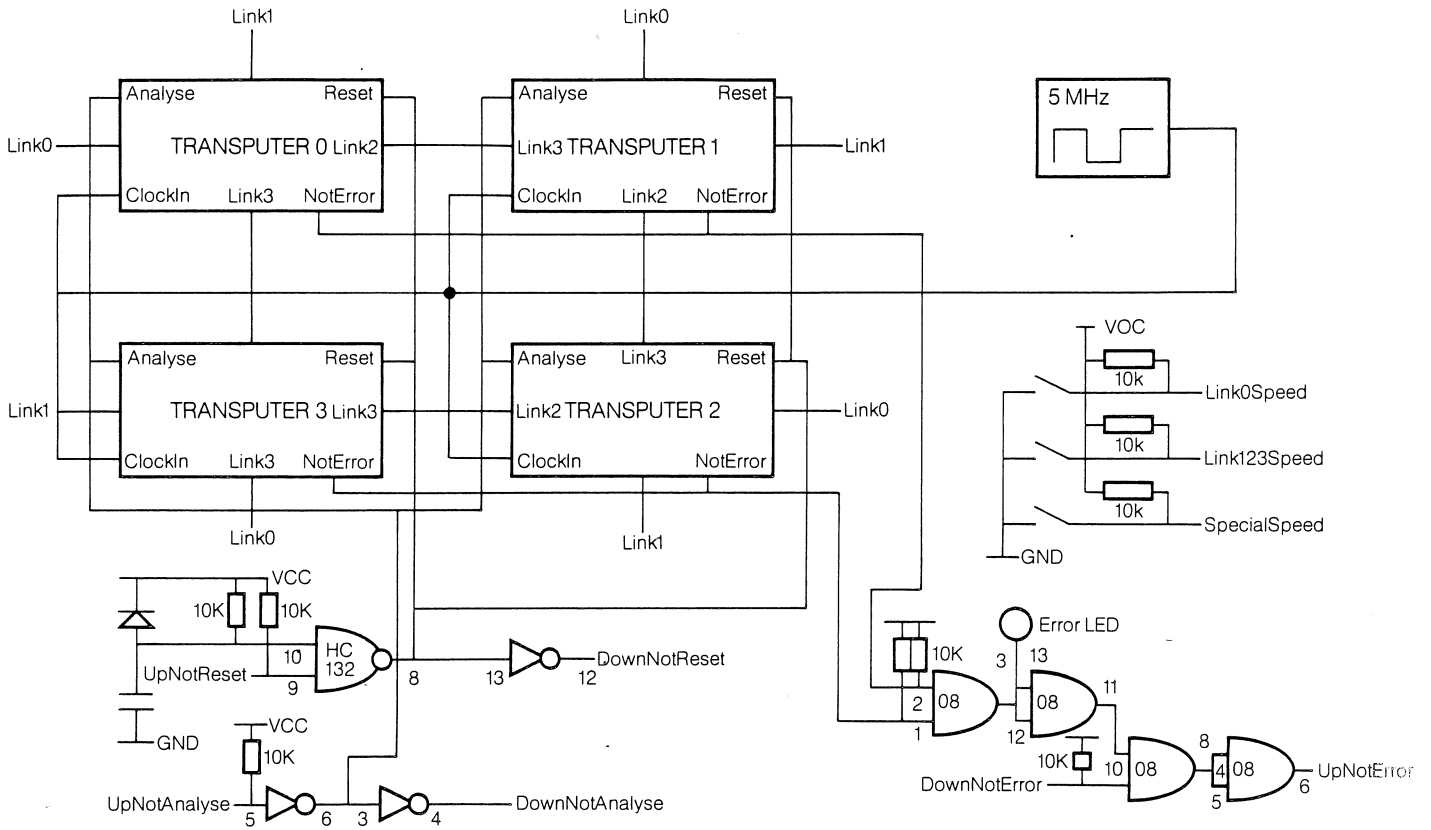 Link1
Link0
Analyse Reset
Link0 TRANSPUTER 0 Link2
ClockIn Link3 NotError
Analyse Reset
Link3 TRANSPUTER 1 Link1
ClockIn Link2 NotError
5 MHz
Analyse Reset
Link1 TRANSPUTER 3 Link3
ClockIn Link3 NotError
Link0
Analyse Link3 Reset
Link2 TRANSPUTER 2 Link0
ClockIn NotError
Link1
VOC
10k
Link0Speed
10k
Link123Speed
10k
SpecialSpeed
GND
VCC
10K 10K
10 HC
132
UpNotReset
9
8
13
12
DownNotReset
GND
VCC
10K
UpNotAnalyse
5
6
3
4
DownNotAnalyse
10K
2
1
08
Error LED
3 13
12
08
11
10K
10
08
DownNotError
8
4
5
08
6
UpNotError